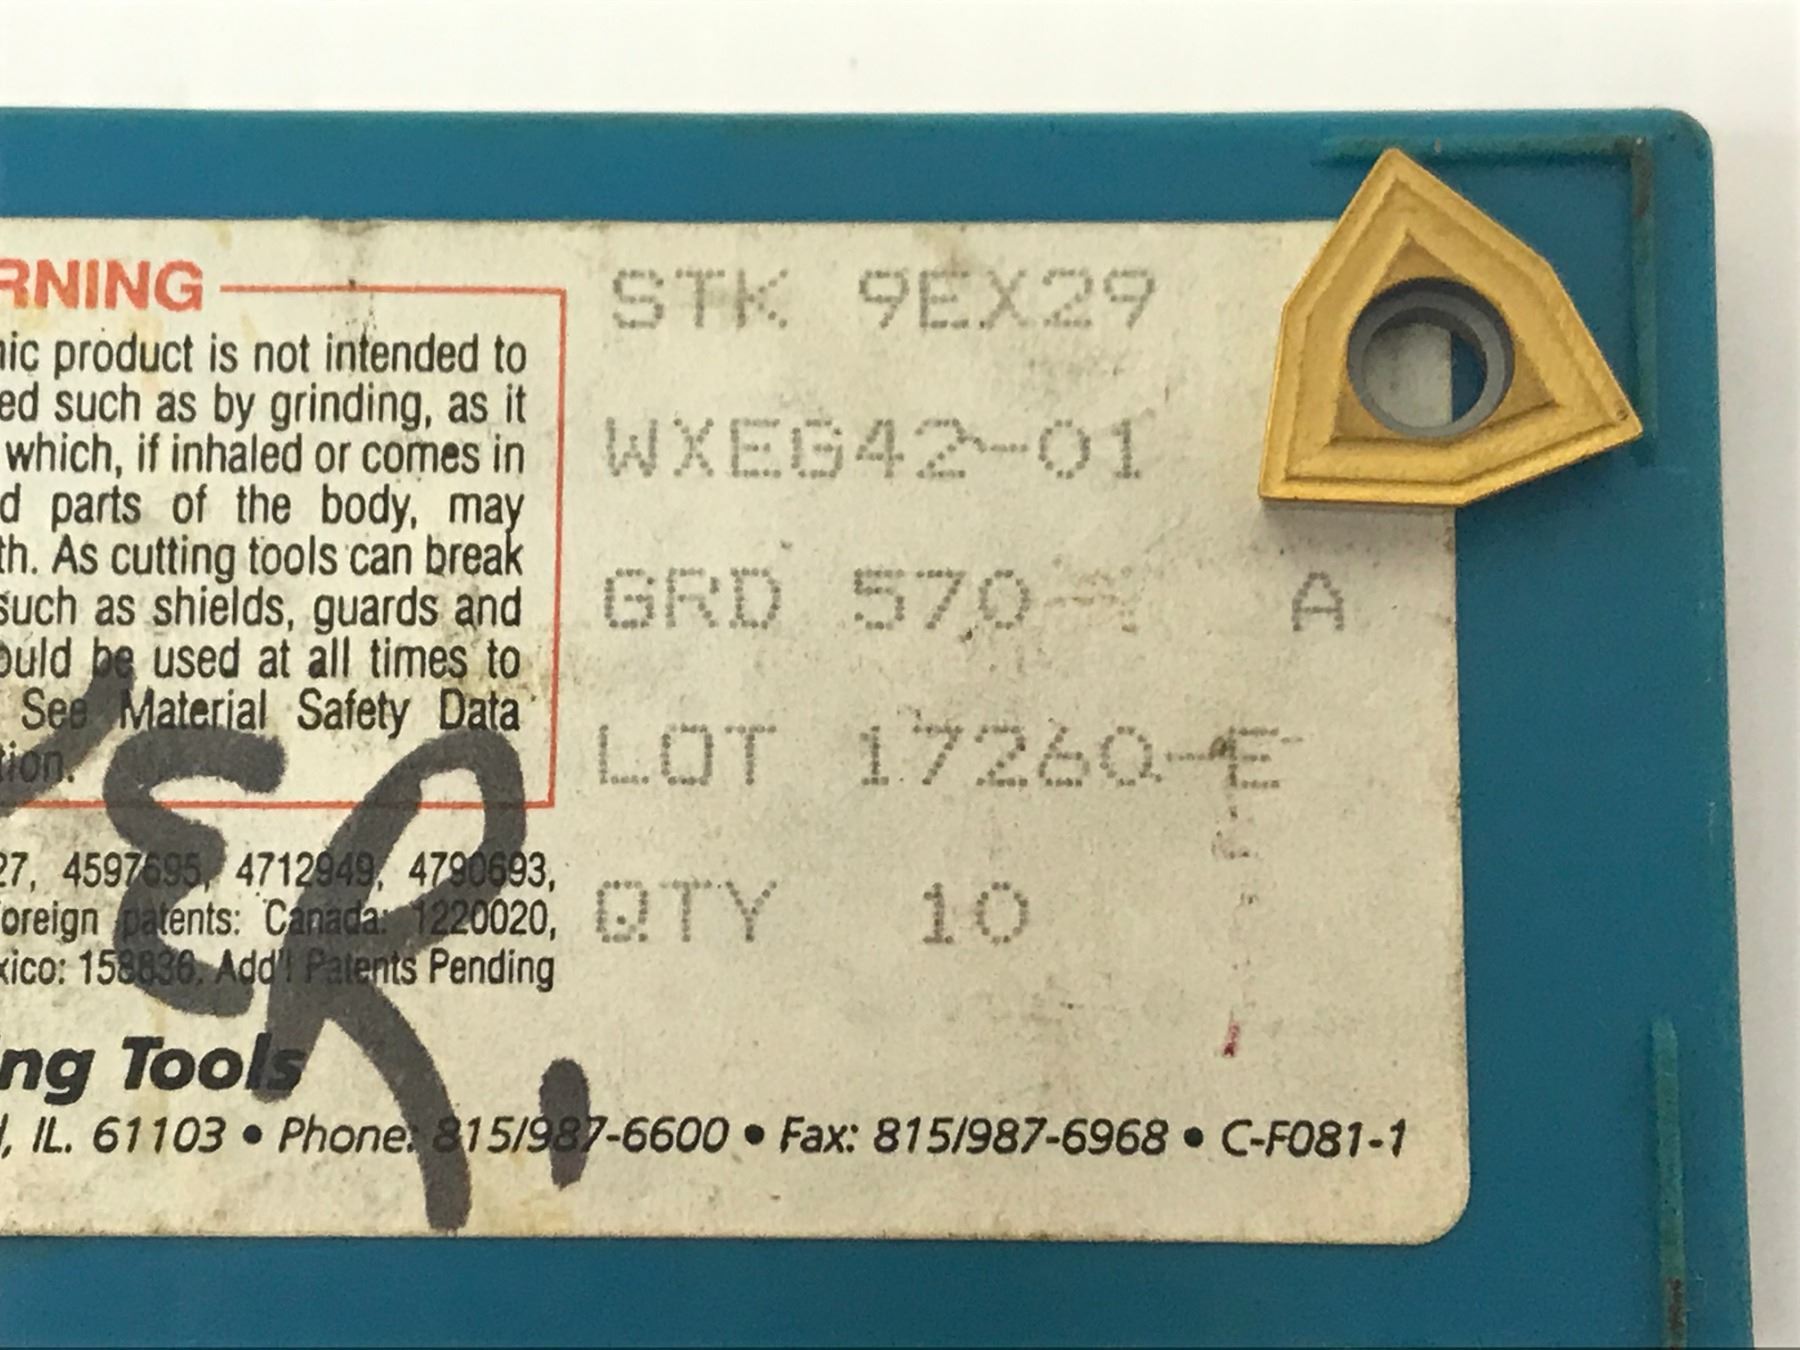 RNING
nic product is not intended to
ed such as by grinding, as it
which, if inhaled or comes in
d parts of the body, may
th. As cutting tools can break
such as shields, guards and
ould be used at all times to
See Material Safety Data
tion.
27, 4597695, 4712949, 4790693,
oreign patents: Canada: 1220020,
xico: 158836. Add'l Patents Pending
ng Tools
, IL. 61103 • Phone: 815/987-6600 • Fax: 815/987-6968 • C-F081-1
STK 9EX29
WXEG42-01
GRD 570 A
LOT 17260-E
QTY 10
ER!